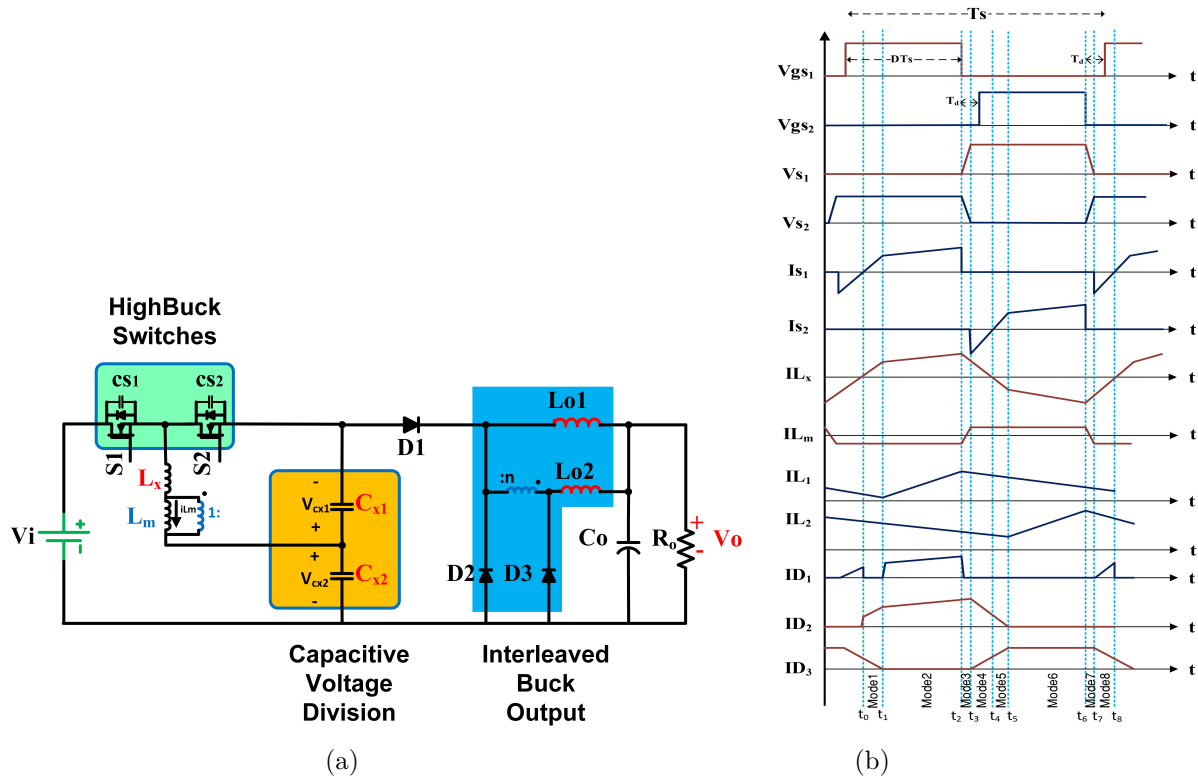 HighBuck
Switches
cs1
cs2
S1
S2
Lx
Lm
iLm
1:
Vi
+
-
-
Vcx1
Cx1
+
+
Vcx2
Cx2
-
D1
Lo1
:n
Lo2
D2
D3
Co
Ro
+
Vo
-
Capacitive
Voltage
Division
Interleaved
Buck
Output
(a)
Ts
Vgs1
DTs
Td
t
Vgs2
Td
t
Vs1
t
Vs2
t
Is1
t
Is2
t
ILx
t
ILm
t
IL1
t
IL2
t
ID1
t
ID2
t
ID3
t
Mode1
Mode2
Mode3
Mode4
Mode5
Mode6
Mode7
Mode8
t0 t1 t2 t3 t4 t5 t6 t7 t8
(b)